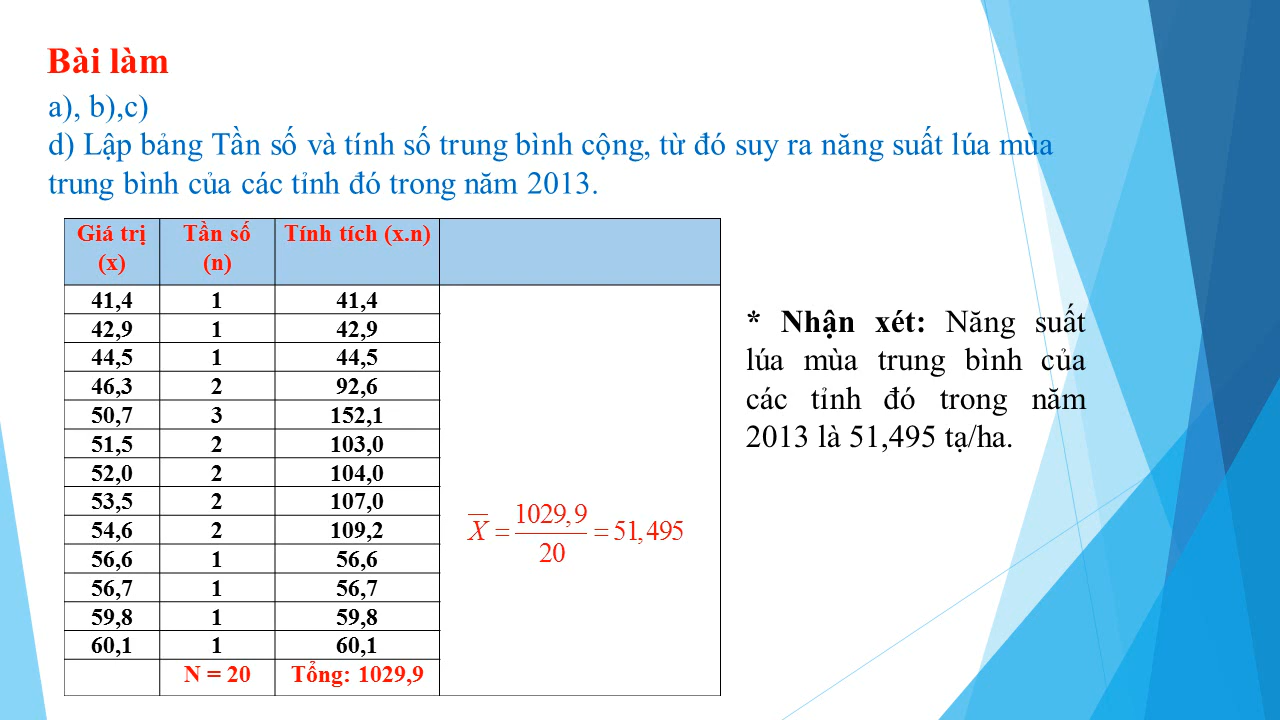 Bài làm
a), b),c)
d) Lập bảng Tần số và tính số trung bình cộng, từ đó suy ra năng suất lúa mùa
trung bình của các tỉnh đó trong năm 2013.
Giá trị (x) Tần số (n) Tính tích (x.n)
41,4 1 41,4
42,9 1 42,9
44,5 1 44,5
46,3 2 92,6
50,7 3 152,1
51,5 2 103,0
52,0 2 104,0
53,5 2 107,0
54,6 2 109,2
56,6 1 56,6
56,7 1 56,7
59,8 1 59,8
60,1 1 60,1
N = 20 Tổng: 1029,9
X̅ = 1029,9 / 20 = 51,495
* Nhận xét: Năng suất
lúa mùa trung bình của
các tỉnh đó trong năm
2013 là 51,495 tạ/ha.